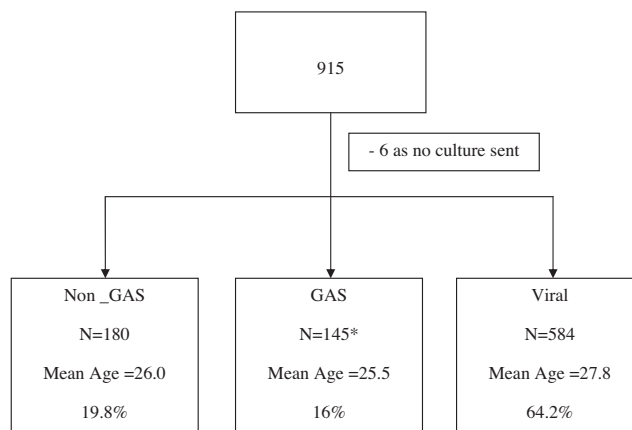 915
- 6 as no culture sent
Non _GAS
N=180
Mean Age =26.0
19.8%
GAS
N=145*
Mean Age =25.5
16%
Viral
N=584
Mean Age =27.8
64.2%